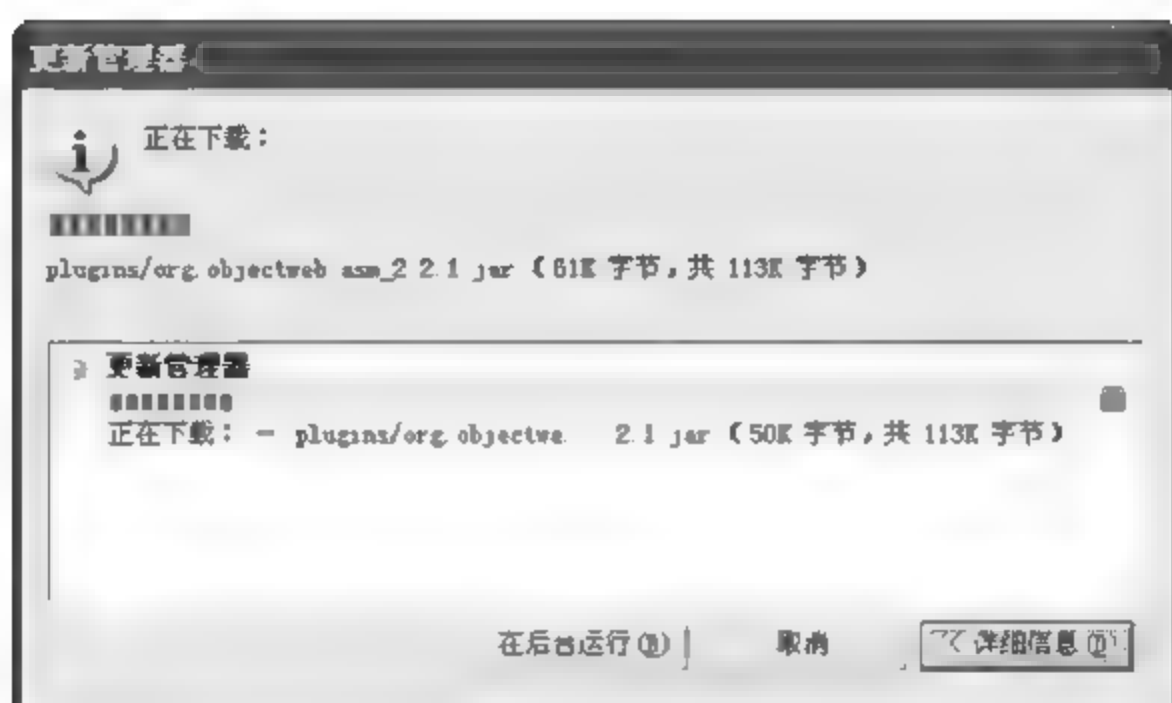 更新管理器
正在下载：
plugins/org.objectweb asm_2 2.1 jar (61K 字节，共 113K 字节)
更新管理器
正在下载： - plugins/org.objectwe 2.1 jar (50K 字节，共 113K 字节)
在后台运行(R) 取消 << 详细信息(D)